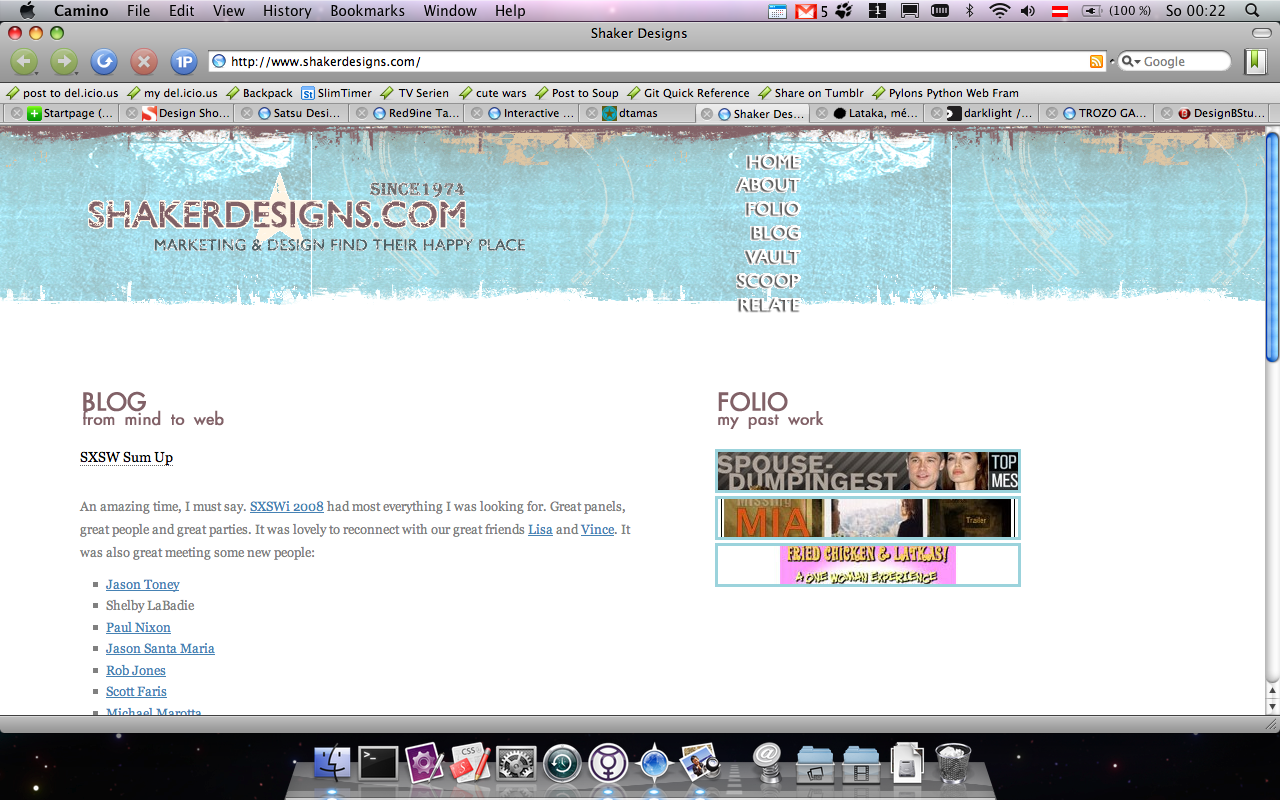 Camino File Edit View History Bookmarks Window Help 5 1 (100 %) So 00:22
Shaker Designs
1P http://www.shakerdesigns.com/ Google
post to del.icio.us my del.icio.us Backpack St SlimTimer TV Serien cute wars Post to Soup Git Quick Reference Share on Tumblr Pylons Python Web Fram
Startpage (... Design Sho... Satsu Desi... Red9ine Ta... Interactive ... dtamas Shaker Des... Lataka, mé... darklight /... TROZO GA... DesignBStu...
HOME
ABOUT
FOLIO
BLOG
VAULT
SCOOP
RELATE
SINCE1974
SHAKERDESIGNS.COM
MARKETING & DESIGN FIND THEIR HAPPY PLACE
BLOG
from mind to web
SXSW Sum Up
An amazing time, I must say. SXSWi 2008 had most everything I was looking for. Great panels,
great people and great parties. It was lovely to reconnect with our great friends Lisa and Vince. It
was also great meeting some new people:
Jason Toney
Shelby LaBadie
Paul Nixon
Jason Santa Maria
Rob Jones
Scott Faris
Michael Marotta
FOLIO
my past work
SPOUSE-
DUMPINGEST
TOP
MES
Missing
MIA
Trailer
FRIED CHICKEN & LATKAS!
A ONE WOMAN EXPERIENCE
CSS